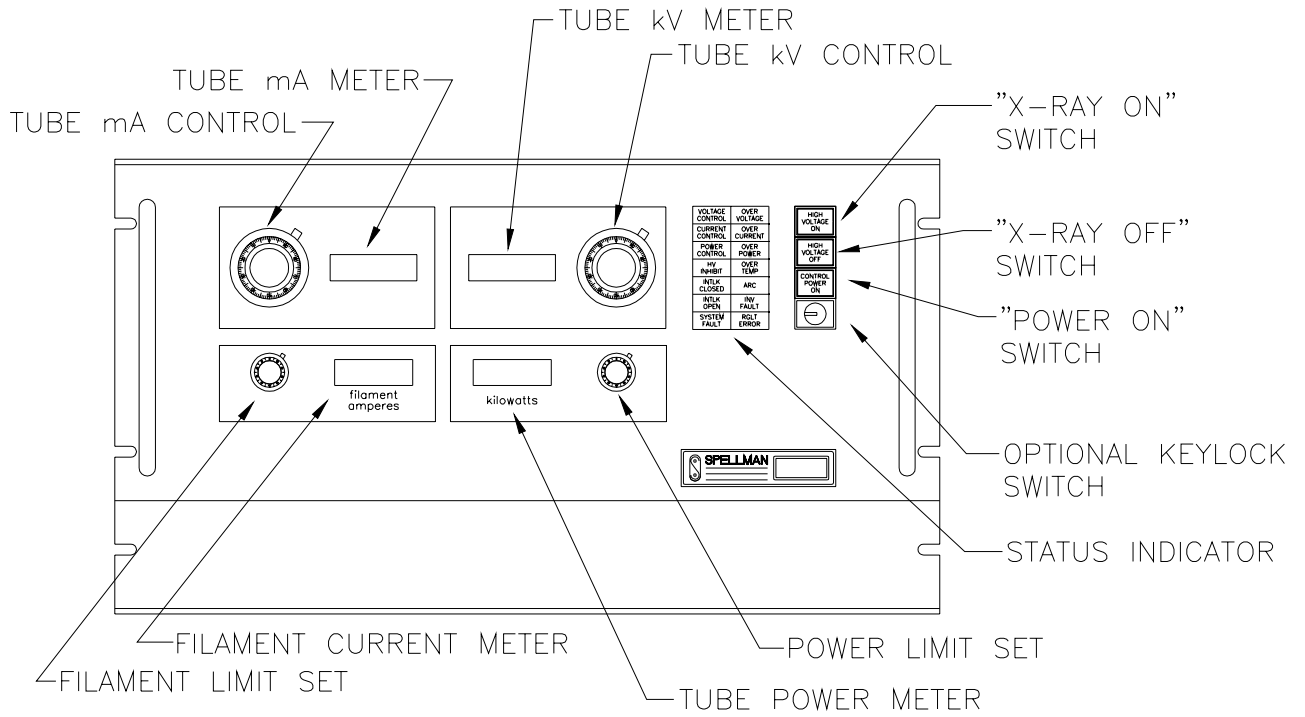 TUBE kV METER
TUBE kV CONTROL
TUBE mA METER
TUBE mA CONTROL
"X-RAY ON"
SWITCH
"X-RAY OFF"
SWITCH
"POWER ON"
SWITCH
VOLTAGE
CONTROL
OVER
VOLTAGE
CURRENT
CONTROL
OVER
CURRENT
POWER
CONTROL
OVER
POWER
HV
INHIBIT
OVER
TEMP
INTLK
CLOSED
ARC
INTLK
OPEN
INV
FAULT
SYSTEM
FAULT
RGLT
ERROR
HIGH
VOLTAGE
ON
HIGH
VOLTAGE
OFF
CONTROL
POWER
ON
filament
amperes
kilowatts
SPELLMAN
OPTIONAL KEYLOCK
SWITCH
STATUS INDICATOR
FILAMENT CURRENT METER
FILAMENT LIMIT SET
POWER LIMIT SET
TUBE POWER METER